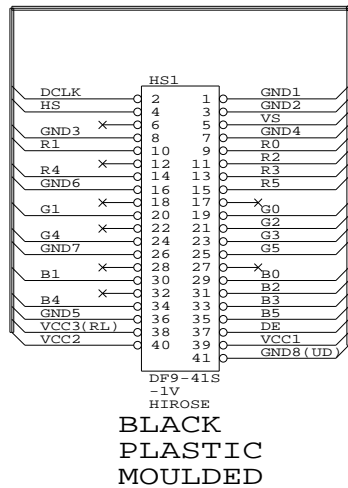 HS1
DCLK 2 1 GND1
HS 4 3 GND2
6 5 VS
GND3 8 7 GND4
R1 10 9 R0
12 11 R2
R4 14 13 R3
GND6 16 15 R5
18 17
G1 20 19 G0
22 21 G2
G4 24 23 G3
GND7 26 25 G5
28 27
B1 30 29 B0
32 31 B2
B4 34 33 B3
GND5 36 35 B5
VCC3(RL) 38 37 DE
VCC2 40 39 VCC1
41 GND8(UD)
DF9-41S
-1V
HIROSE
BLACK
PLASTIC
MOULDED